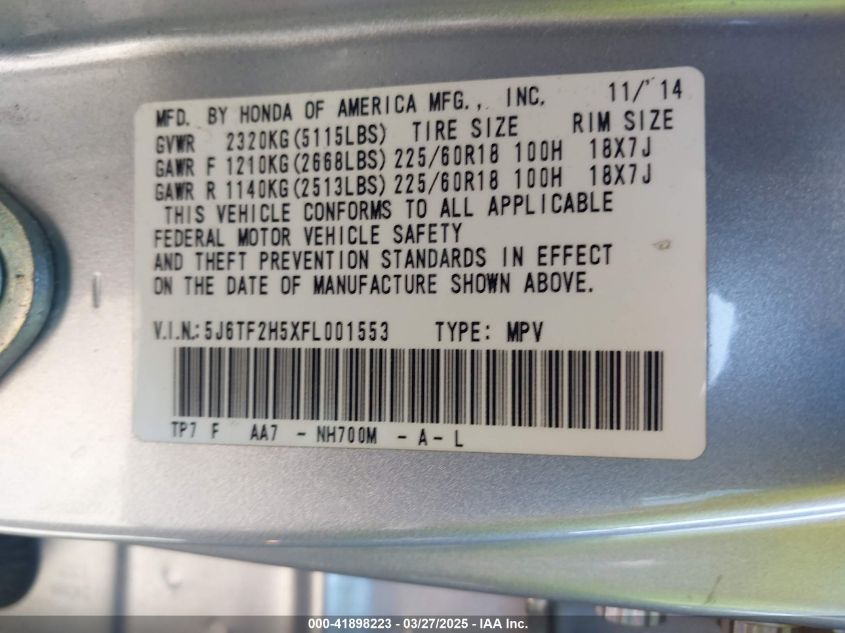 MFD. BY HONDA OF AMERICA MFG., INC. 11/'14
GVWR 2320KG(5115LBS) TIRE SIZE RIM SIZE
GAWR F 1210KG(2668LBS) 225/60R18 100H 18X7J
GAWR R 1140KG(2513LBS) 225/60R18 100H 18X7J
THIS VEHICLE CONFORMS TO ALL APPLICABLE
FEDERAL MOTOR VEHICLE SAFETY
AND THEFT PREVENTION STANDARDS IN EFFECT
ON THE DATE OF MANUFACTURE SHOWN ABOVE.
V.I.N.: 5J6TF2H5XFL001553 TYPE: MPV
TP7 F AA7 - NH700M - A - L
000-41898223 - 03/27/2025 - IAA Inc.